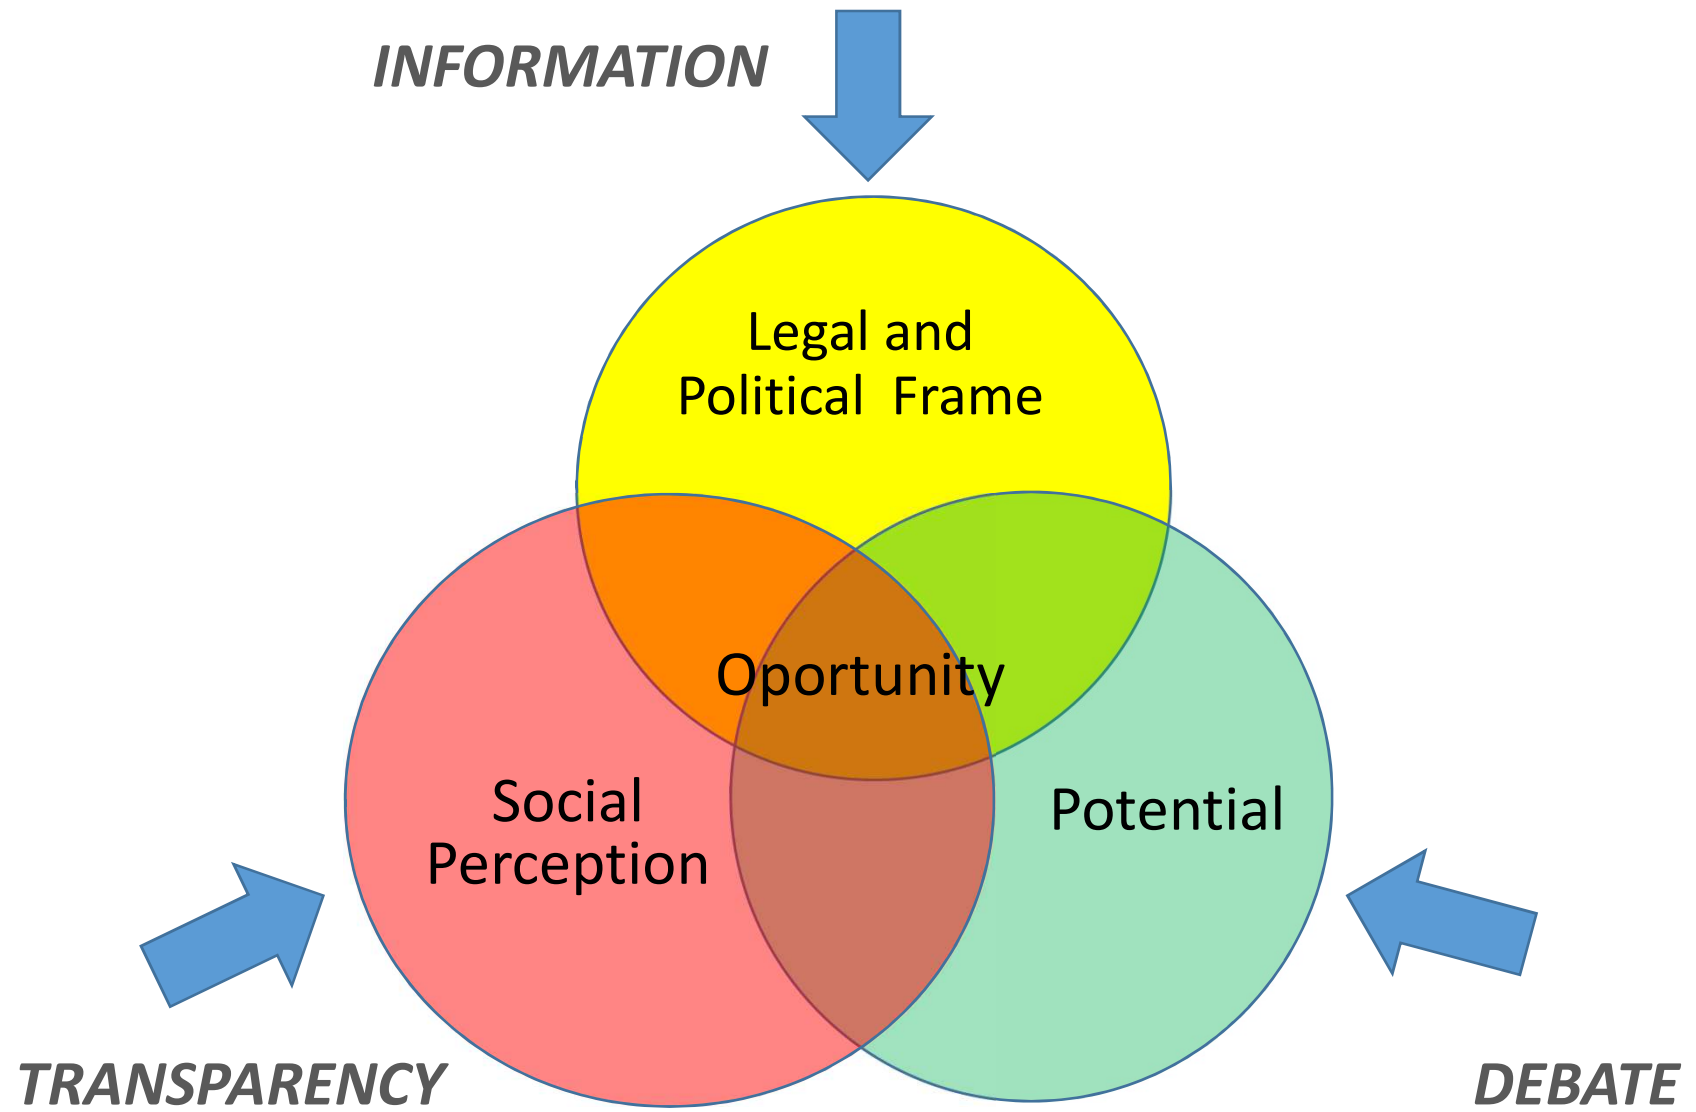 INFORMATION
Legal and
Political  Frame
Oportunity
Social
Perception
Potential
TRANSPARENCY
DEBATE